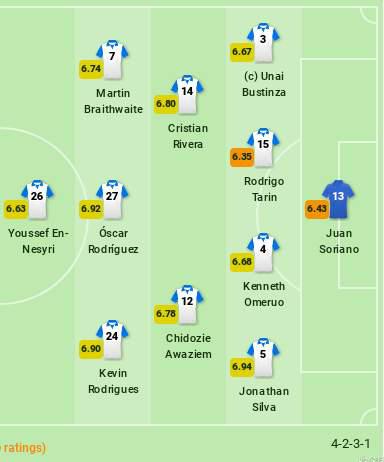 3
6.67
(c) Unai
Bustinza
7
6.74
Martin
Braithwaite
14
6.80
Cristian
Rivera
15
6.35
Rodrigo
Tarin
26
6.63
Youssef En-
Nesyri
27
6.92
Óscar
Rodríguez
13
6.43
Juan
Soriano
4
6.68
Kenneth
Omeruo
12
6.78
Chidozie
Awaziem
24
6.90
Kevin
Rodrigues
5
6.94
Jonathan
Silva
ratings)
4-2-3-1